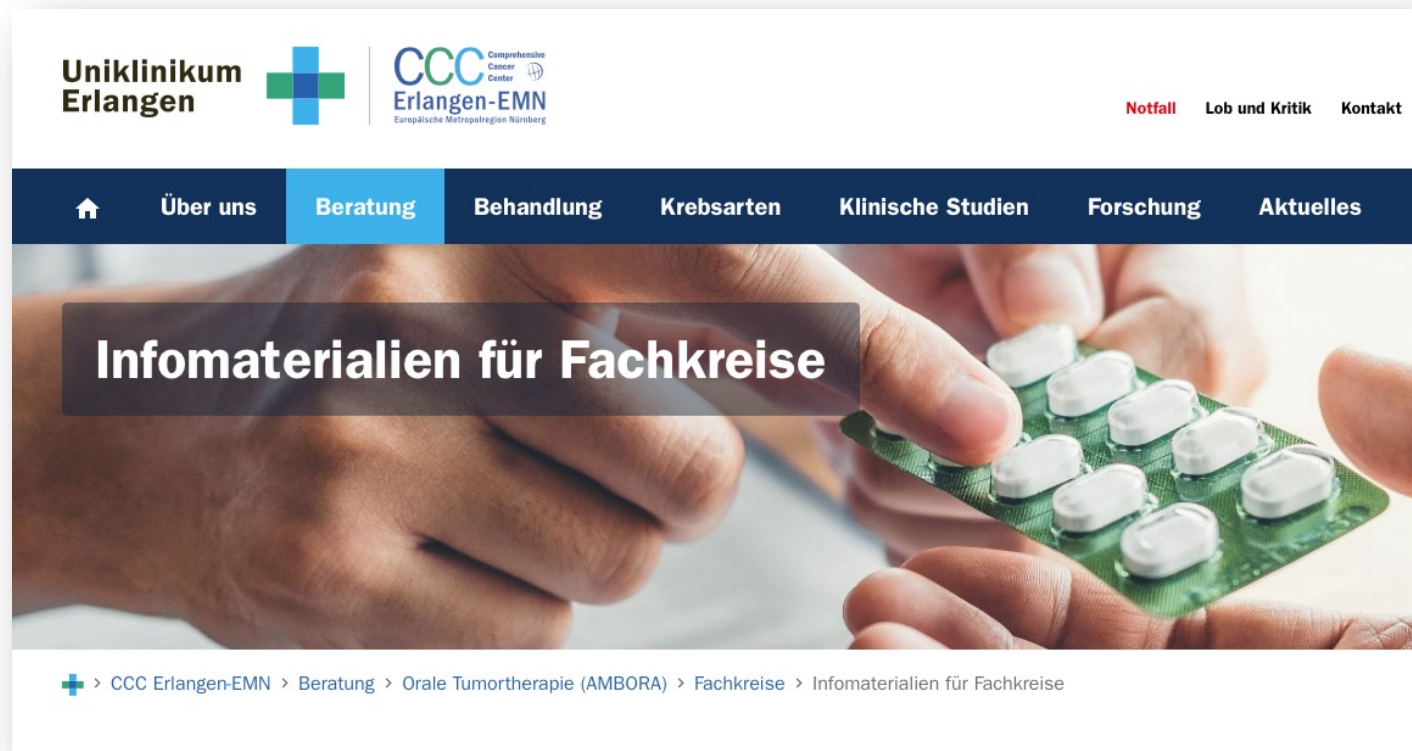 Uniklinikum
Erlangen
CCC Comprehensive
Cancer
Center
Erlangen-EMN
Europäische Metropolregion Nürnberg
Notfall Lob und Kritik Kontakt
Über uns Beratung Behandlung Krebsarten Klinische Studien Forschung Aktuelles
Infomaterialien für Fachkreise
> CCC Erlangen-EMN > Beratung > Orale Tumortherapie (AMBORA) > Fachkreise > Infomaterialien für Fachkreise